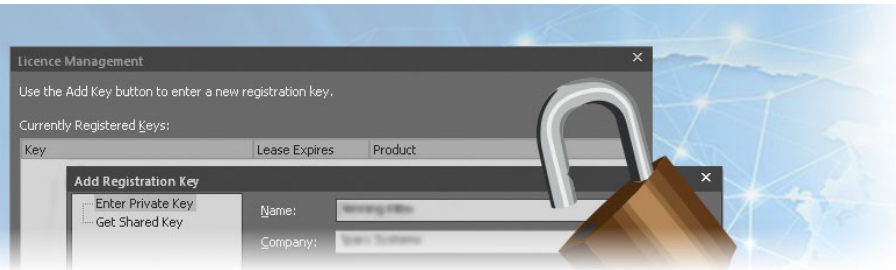 Licence Management
Use the Add Key button to enter a new registration key.
Currently Registered Keys:
Key Lease Expires Product
Add Registration Key
Enter Private Key
Get Shared Key
Name:
Company: